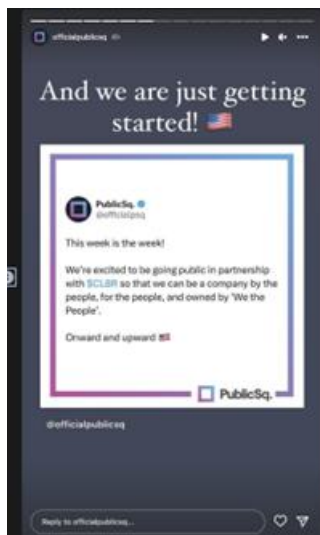 officialpublicsq 4h
And we are just getting
started! 🇺🇸
PublicSq.
@officialpsq
This week is the week!
We're excited to be going public in partnership
with $CLBR so that we can be a company by the
people, for the people, and owned by 'We the
People'.
Onward and upward 🇺🇸
PublicSq.
@officialpublicsq
Reply to officialpublicsq...